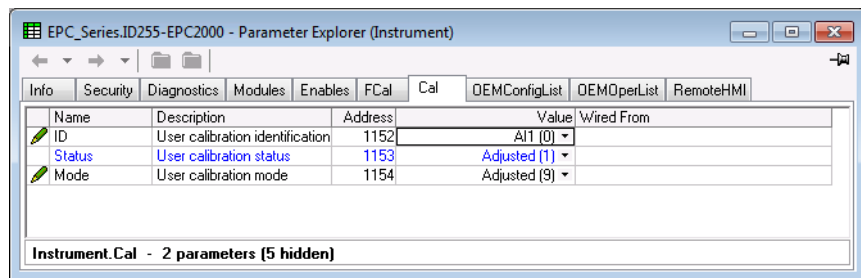 EPC_Series.ID255-EPC2000 - Parameter Explorer (Instrument)
Info Security Diagnostics Modules Enables FCal Cal OEMConfigList OEMOperList RemoteHMI
Name Description Address Value Wired From
ID User calibration identification 1152 AI1 (0)
Status User calibration status 1153 Adjusted (1)
Mode User calibration mode 1154 Adjusted (9)
Instrument.Cal - 2 parameters (5 hidden)